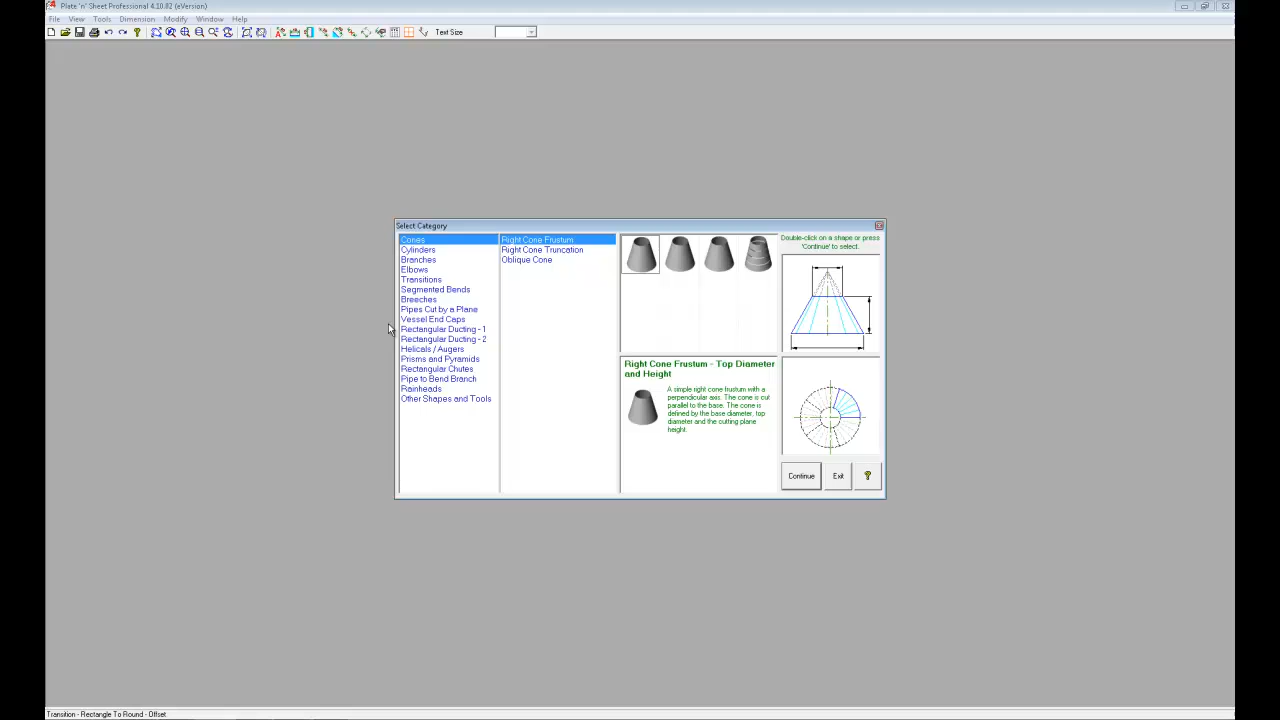 Plate 'n' Sheet Professional 4.10.82 (eVersion)
File View Tools Dimension Modify Window Help
Text Size
Select Category
Cones
Cylinders
Branches
Elbows
Transitions
Segmented Bends
Breeches
Pipes Cut by a Plane
Vessel End Caps
Rectangular Ducting - 1
Rectangular Ducting - 2
Helicals / Augers
Prisms and Pyramids
Rectangular Chutes
Pipe to Bend Branch
Rainheads
Other Shapes and Tools
Right Cone Frustum
Right Cone Truncation
Oblique Cone
Right Cone Frustum - Top Diameter
and Height
A simple right cone frustum with a
perpendicular axis. The cone is cut
parallel to the base. The cone is
defined by the base diameter, top
diameter and the cutting plane
height.
Double-click on a shape or press
'Continue' to select.
Continue Exit ?
Transition - Rectangle To Round - Offset